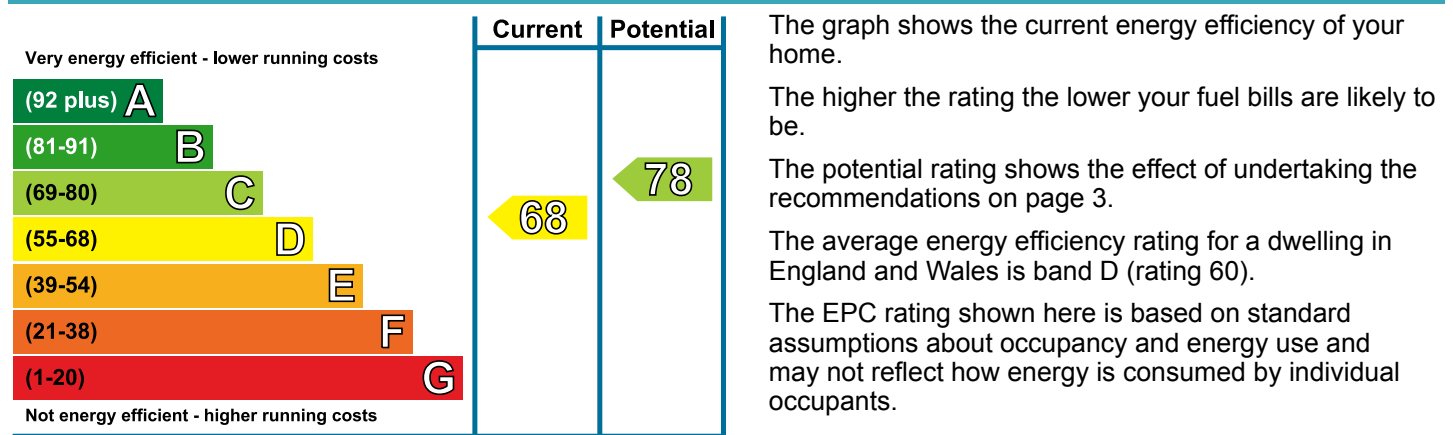 Current Potential
Very energy efficient - lower running costs
(92 plus) A
(81-91) B
(69-80) C
(55-68) D
(39-54) E
(21-38) F
(1-20) G
Not energy efficient - higher running costs
68
78
The graph shows the current energy efficiency of your
home.
The higher the rating the lower your fuel bills are likely to
be.
The potential rating shows the effect of undertaking the
recommendations on page 3.
The average energy efficiency rating for a dwelling in
England and Wales is band D (rating 60).
The EPC rating shown here is based on standard
assumptions about occupancy and energy use and
may not reflect how energy is consumed by individual
occupants.